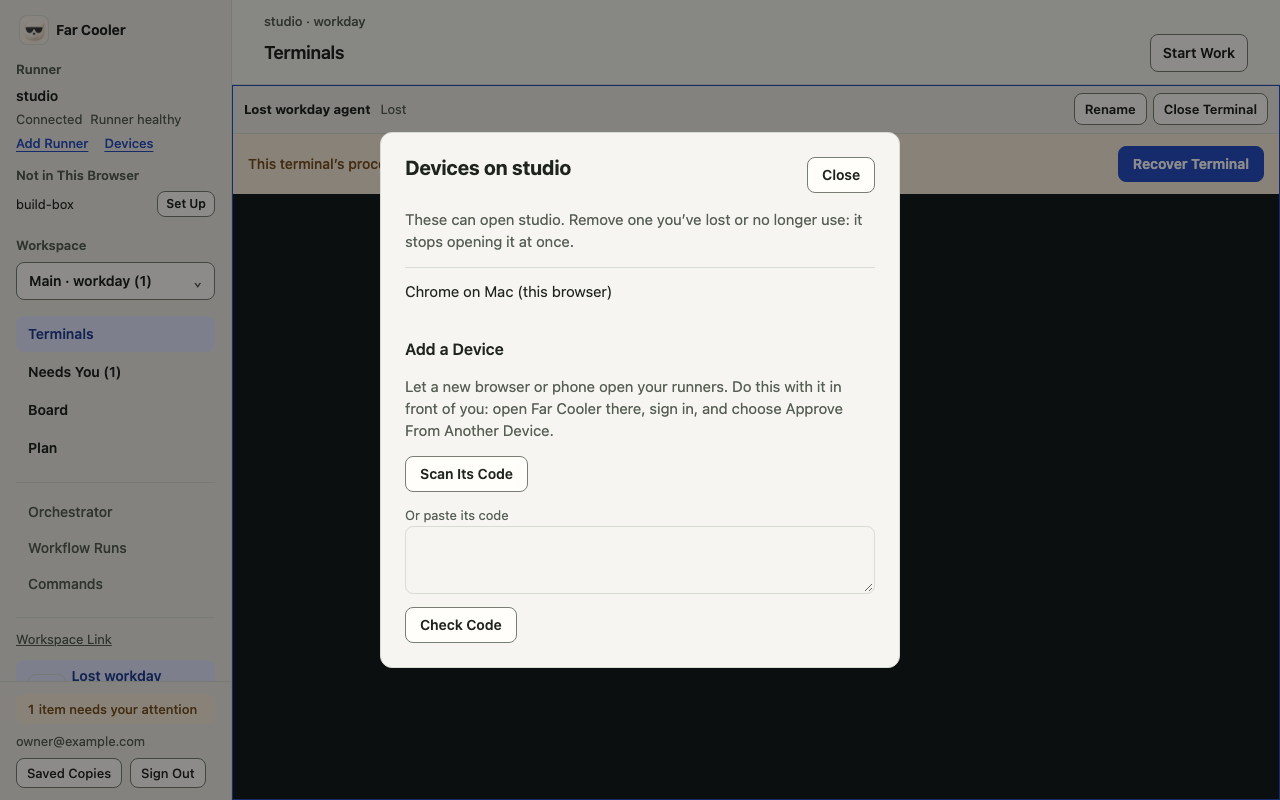 Far Cooler
Runner
studio
Connected Runner healthy
Add Runner Devices
Not in This Browser
build-box
Set Up
Workspace
Main · workday (1)
Terminals
Needs You (1)
Board
Plan
Orchestrator
Workflow Runs
Commands
Workspace Link
Lost workday
1 item needs your attention
owner@example.com
Saved Copies
Sign Out
studio · workday
Terminals
Start Work
Lost workday agent Lost
Rename
Close Terminal
This terminal’s
Recover Terminal
Devices on studio
Close
These can open studio. Remove one you’ve lost or no longer use: it
stops opening it at once.
Chrome on Mac (this browser)
Add a Device
Let a new browser or phone open your runners. Do this with it in
front of you: open Far Cooler there, sign in, and choose Approve
From Another Device.
Scan Its Code
Or paste its code
Check Code